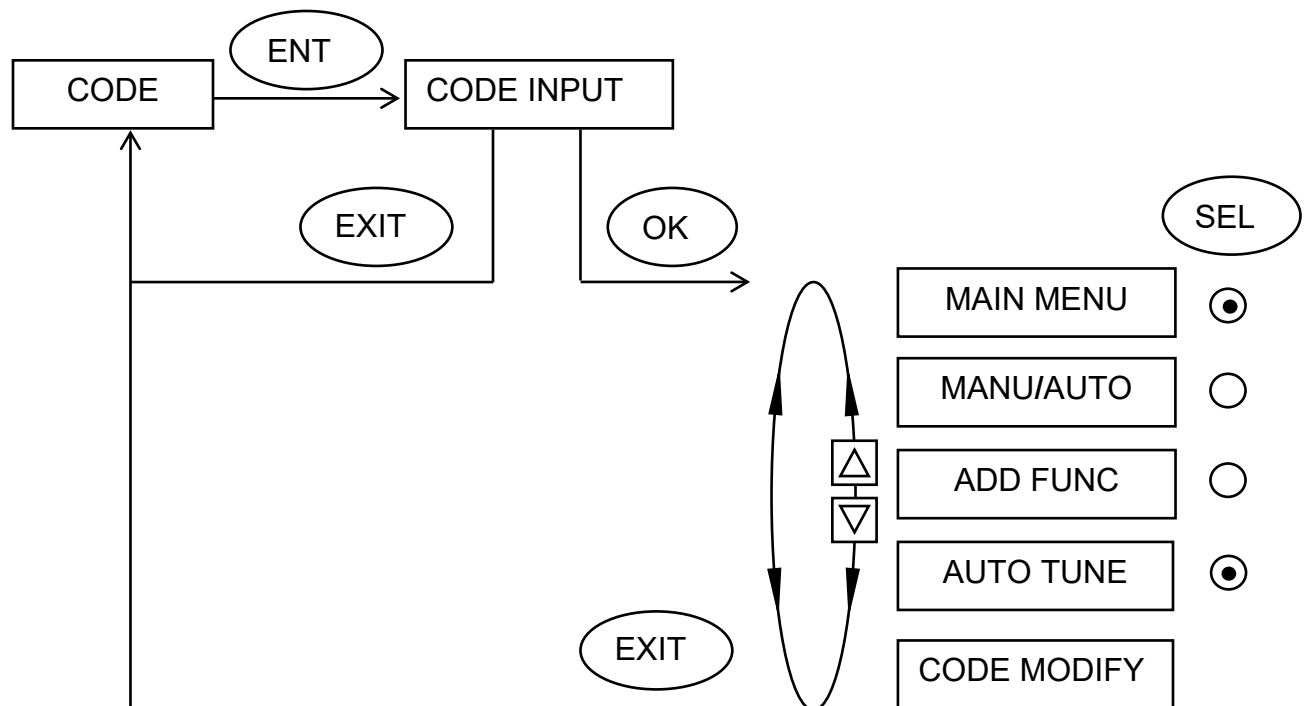 ENT
CODE
CODE INPUT
EXIT
OK
SEL
MAIN MENU
MANU/AUTO
ADD FUNC
AUTO TUNE
EXIT
CODE MODIFY